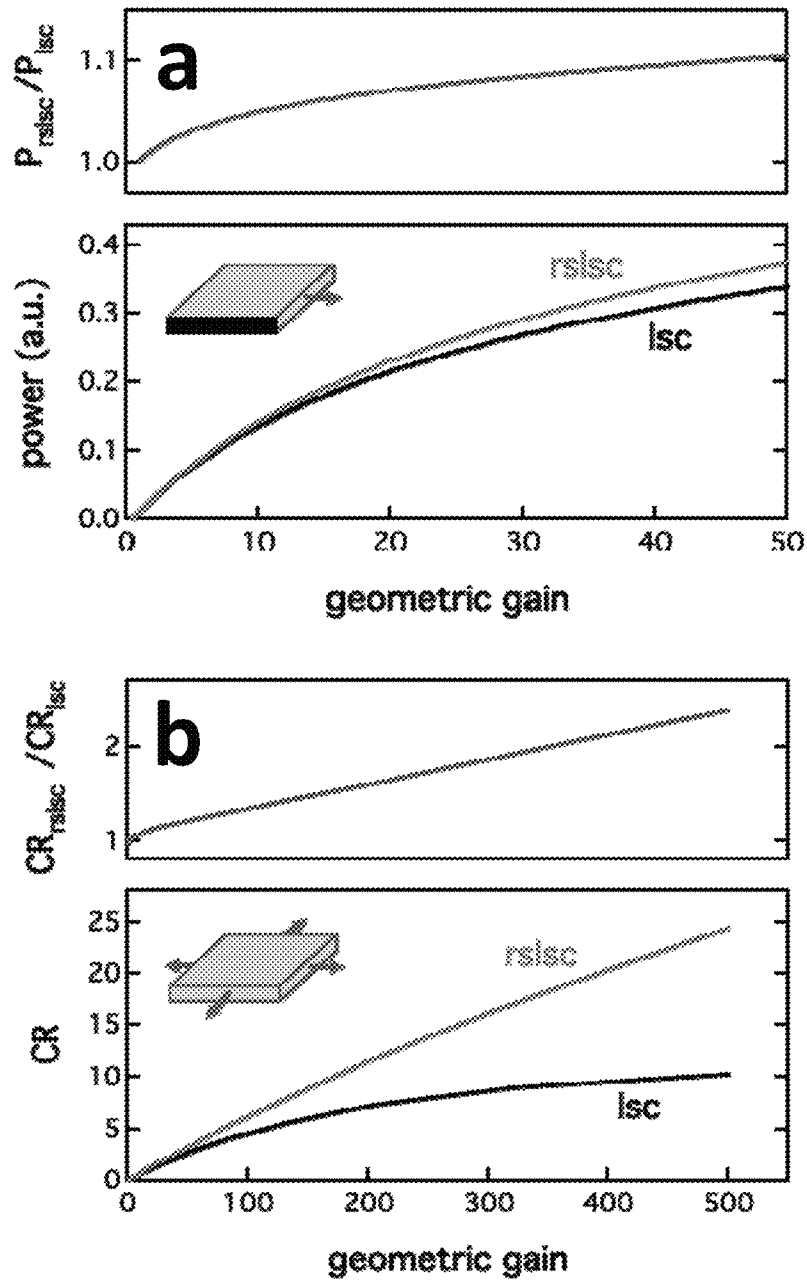 P_rslsc/P_lsc
a
1.1
1.0
power (a.u.)
0.4
0.3
0.2
0.1
0.0
rslsc
lsc
0 10 20 30 40 50
geometric gain
CR_rslsc /CR_lsc
b
2
1
CR
25
20
15
10
5
0
rslsc
lsc
0 100 200 300 400 500
geometric gain